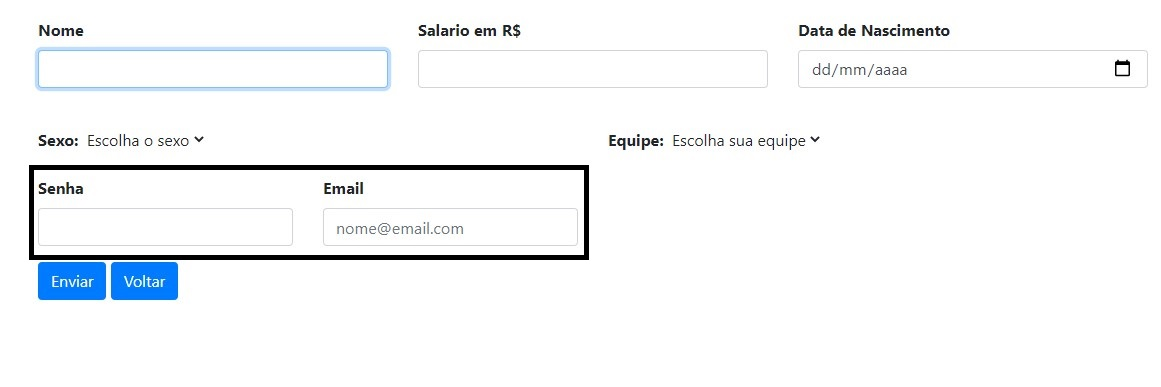 Nome Salario em R$ Data de Nascimento
dd/mm/aaaa
Sexo: Escolha o sexo Equipe: Escolha sua equipe
Senha Email
nome@email.com
Enviar Voltar